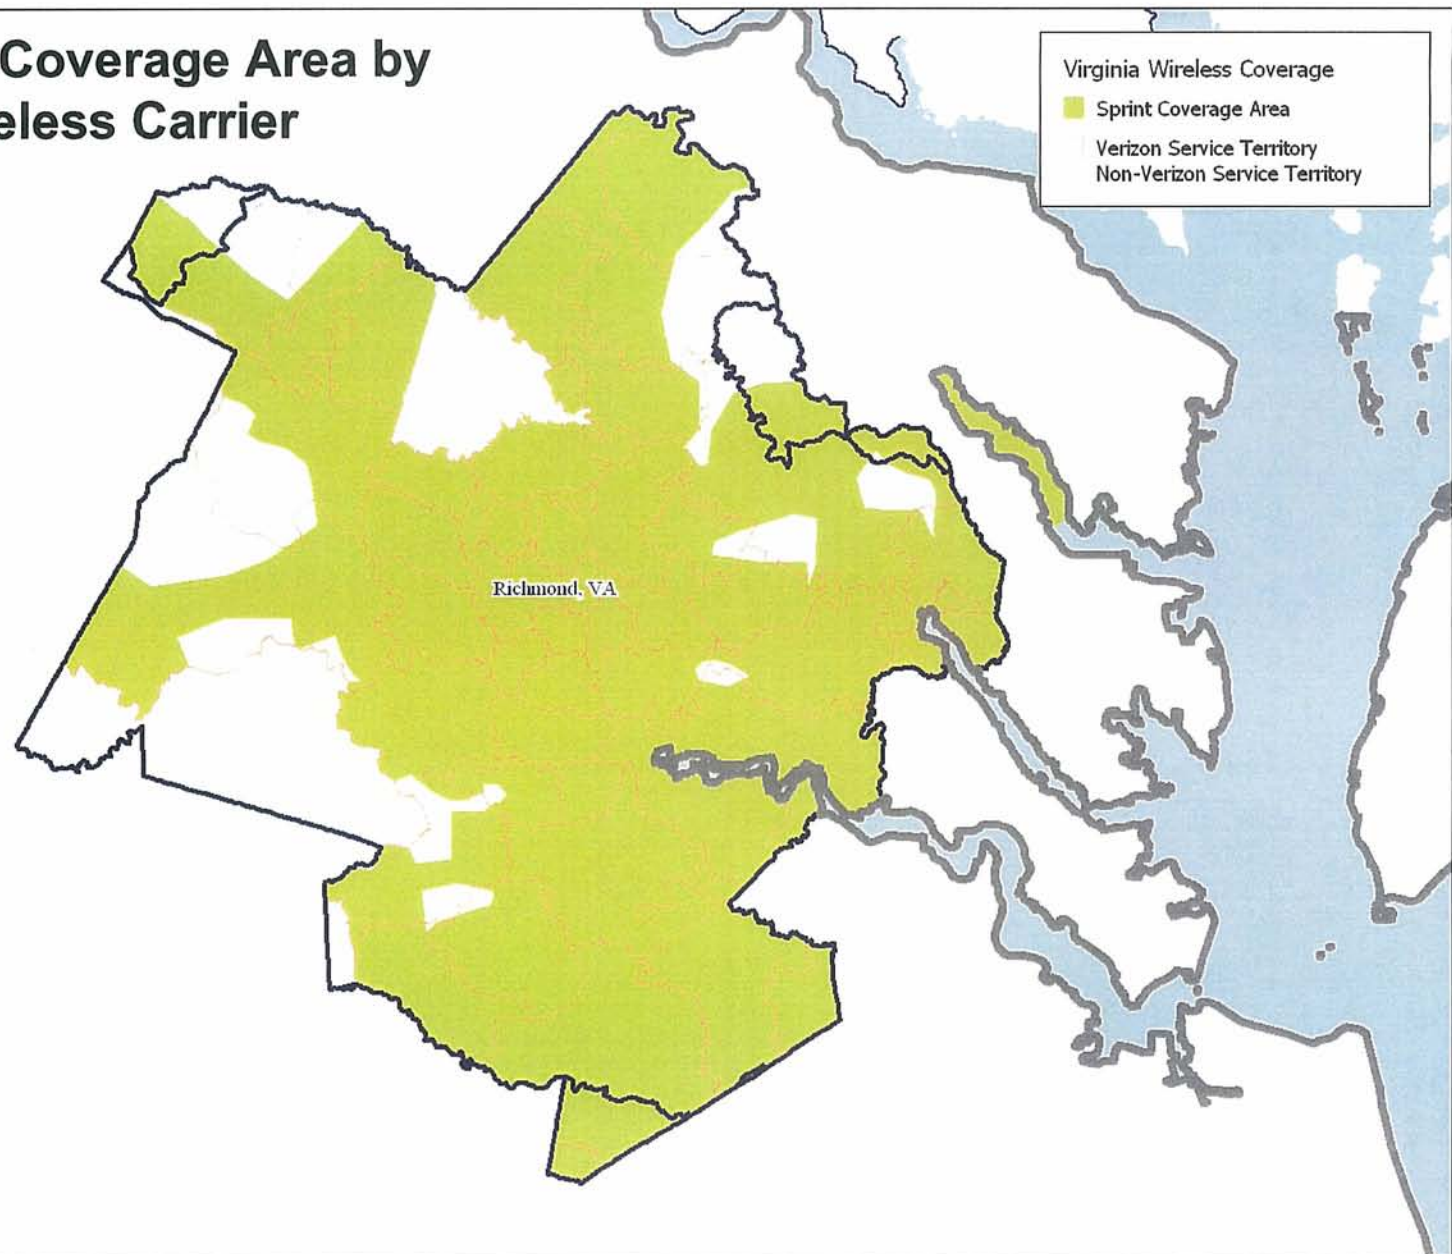 Coverage Area by
eless Carrier
Virginia Wireless Coverage
Sprint Coverage Area
Verizon Service Territory
Non-Verizon Service Territory
Richmond, VA